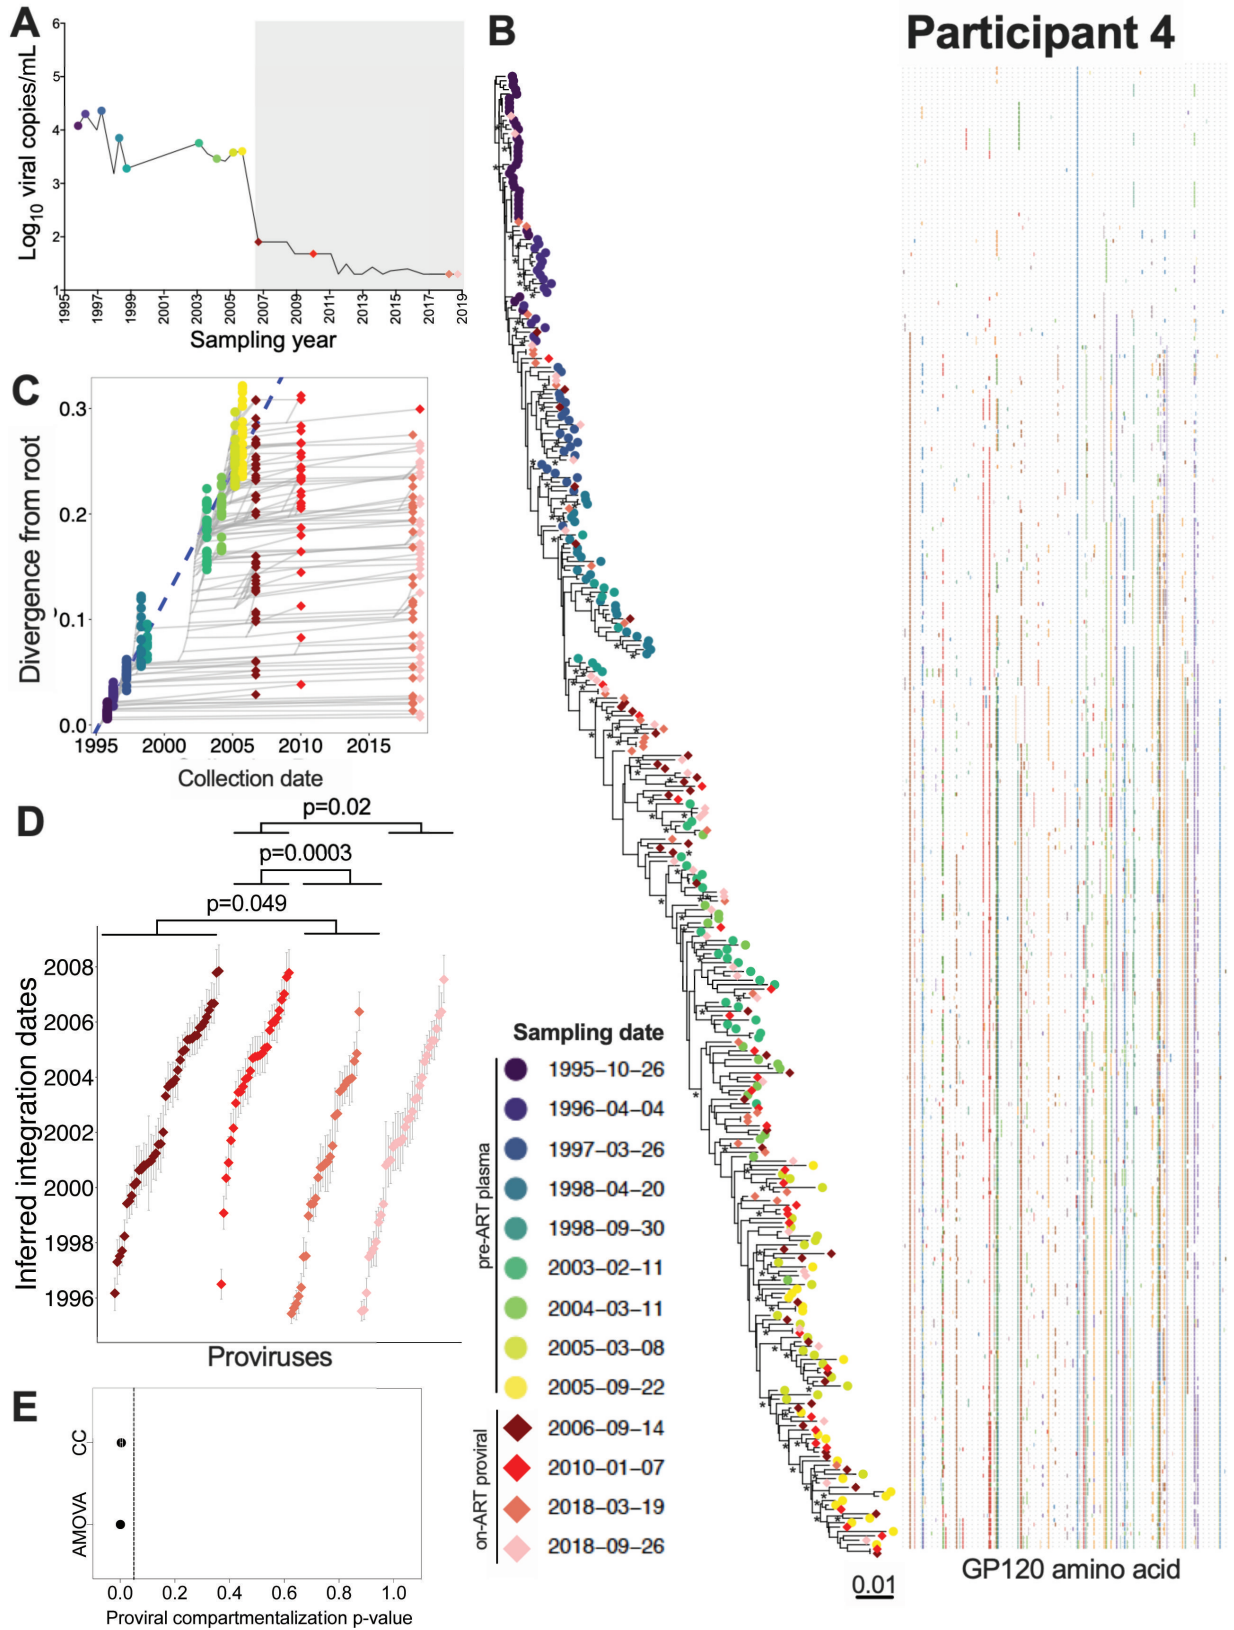 A
B
Participant 4
Log10 viral copies/mL
6
5
4
3
2
1
1995
1997
1999
2001
2003
2005
2007
2009
2011
2013
2015
2017
2019
Sampling year
C
Divergence from root
0.3
0.2
0.1
0.0
1995
2000
2005
2010
2015
Collection date
D
p=0.02
p=0.0003
p=0.049
Inferred integration dates
2008
2006
2004
2002
2000
1998
1996
Proviruses
E
CC
AMOVA
0.0
0.2
0.4
0.6
0.8
1.0
Proviral compartmentalization p-value
Sampling date
pre-ART plasma
1995-10-26
1996-04-04
1997-03-26
1998-04-20
1998-09-30
2003-02-11
2004-03-11
2005-03-08
2005-09-22
on-ART proviral
2006-09-14
2010-01-07
2018-03-19
2018-09-26
0.01
GP120 amino acid